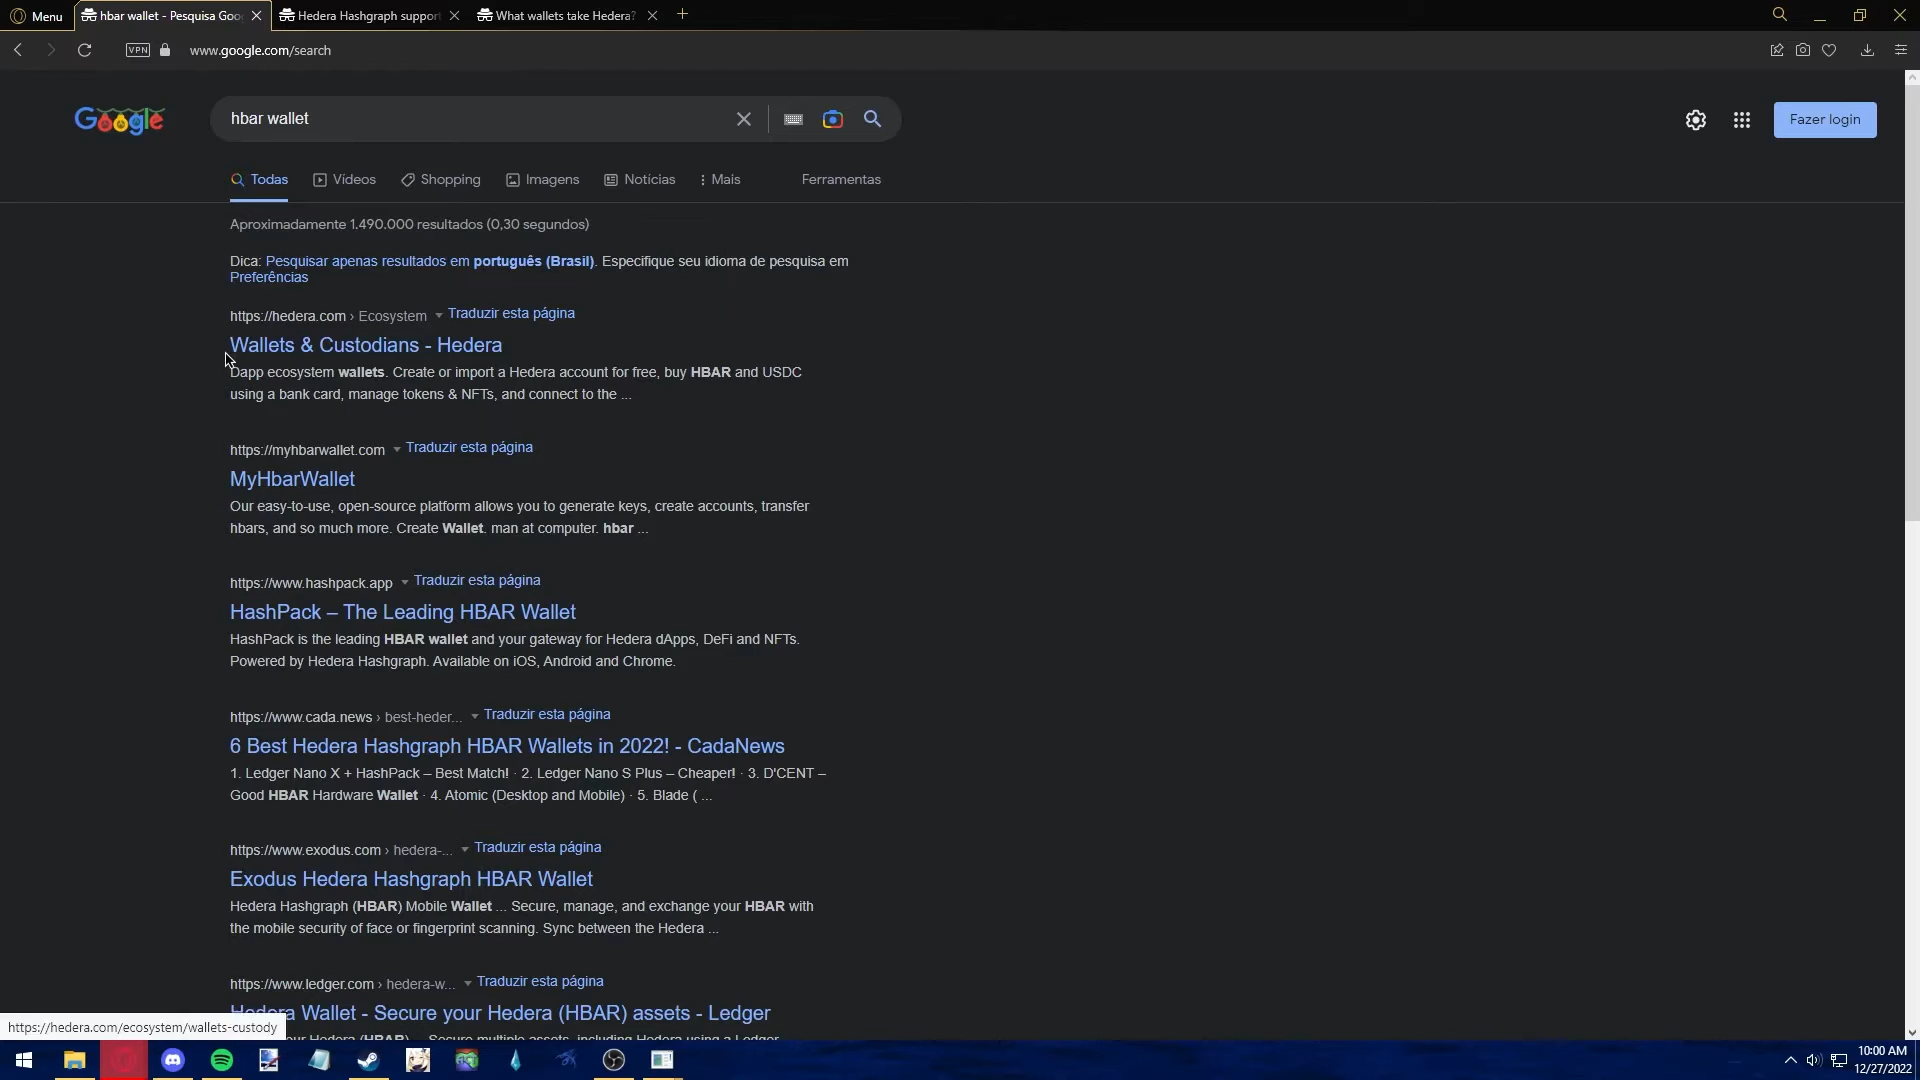 Menu
hbar wallet - Pesquisa Goo
Hedera Hashgraph support
What wallets take Hedera?
VPN
www.google.com/search
Google
hbar wallet
Fazer login
Todas
Vídeos
Shopping
Imagens
Notícias
Mais
Ferramentas
Aproximadamente 1.490.000 resultados (0,30 segundos)
Dica: Pesquisar apenas resultados em português (Brasil). Especifique seu idioma de pesquisa em
Preferências
https://hedera.com › Ecosystem Traduzir esta página
Wallets & Custodians - Hedera
Dapp ecosystem wallets. Create or import a Hedera account for free, buy HBAR and USDC
using a bank card, manage tokens & NFTs, and connect to the ...
https://myhbarwallet.com Traduzir esta página
MyHbarWallet
Our easy-to-use, open-source platform allows you to generate keys, create accounts, transfer
hbars, and so much more. Create Wallet. man at computer. hbar ...
https://www.hashpack.app Traduzir esta página
HashPack – The Leading HBAR Wallet
HashPack is the leading HBAR wallet and your gateway for Hedera dApps, DeFi and NFTs.
Powered by Hedera Hashgraph. Available on iOS, Android and Chrome.
https://www.cada.news › best-heder... Traduzir esta página
6 Best Hedera Hashgraph HBAR Wallets in 2022! - CadaNews
1. Ledger Nano X + HashPack – Best Match! · 2. Ledger Nano S Plus – Cheaper! · 3. D'CENT –
Good HBAR Hardware Wallet · 4. Atomic (Desktop and Mobile) · 5. Blade ( ...
https://www.exodus.com › hedera-... Traduzir esta página
Exodus Hedera Hashgraph HBAR Wallet
Hedera Hashgraph (HBAR) Mobile Wallet ... Secure, manage, and exchange your HBAR with
the mobile security of face or fingerprint scanning. Sync between the Hedera ...
https://www.ledger.com › hedera-w... Traduzir esta página
Hedera Wallet - Secure your Hedera (HBAR) assets - Ledger
your Hedera (HBAR) Secure multiple assets, including Hedera using a Ledger
https://hedera.com/ecosystem/wallets-custody
10:00 AM
12/27/2022